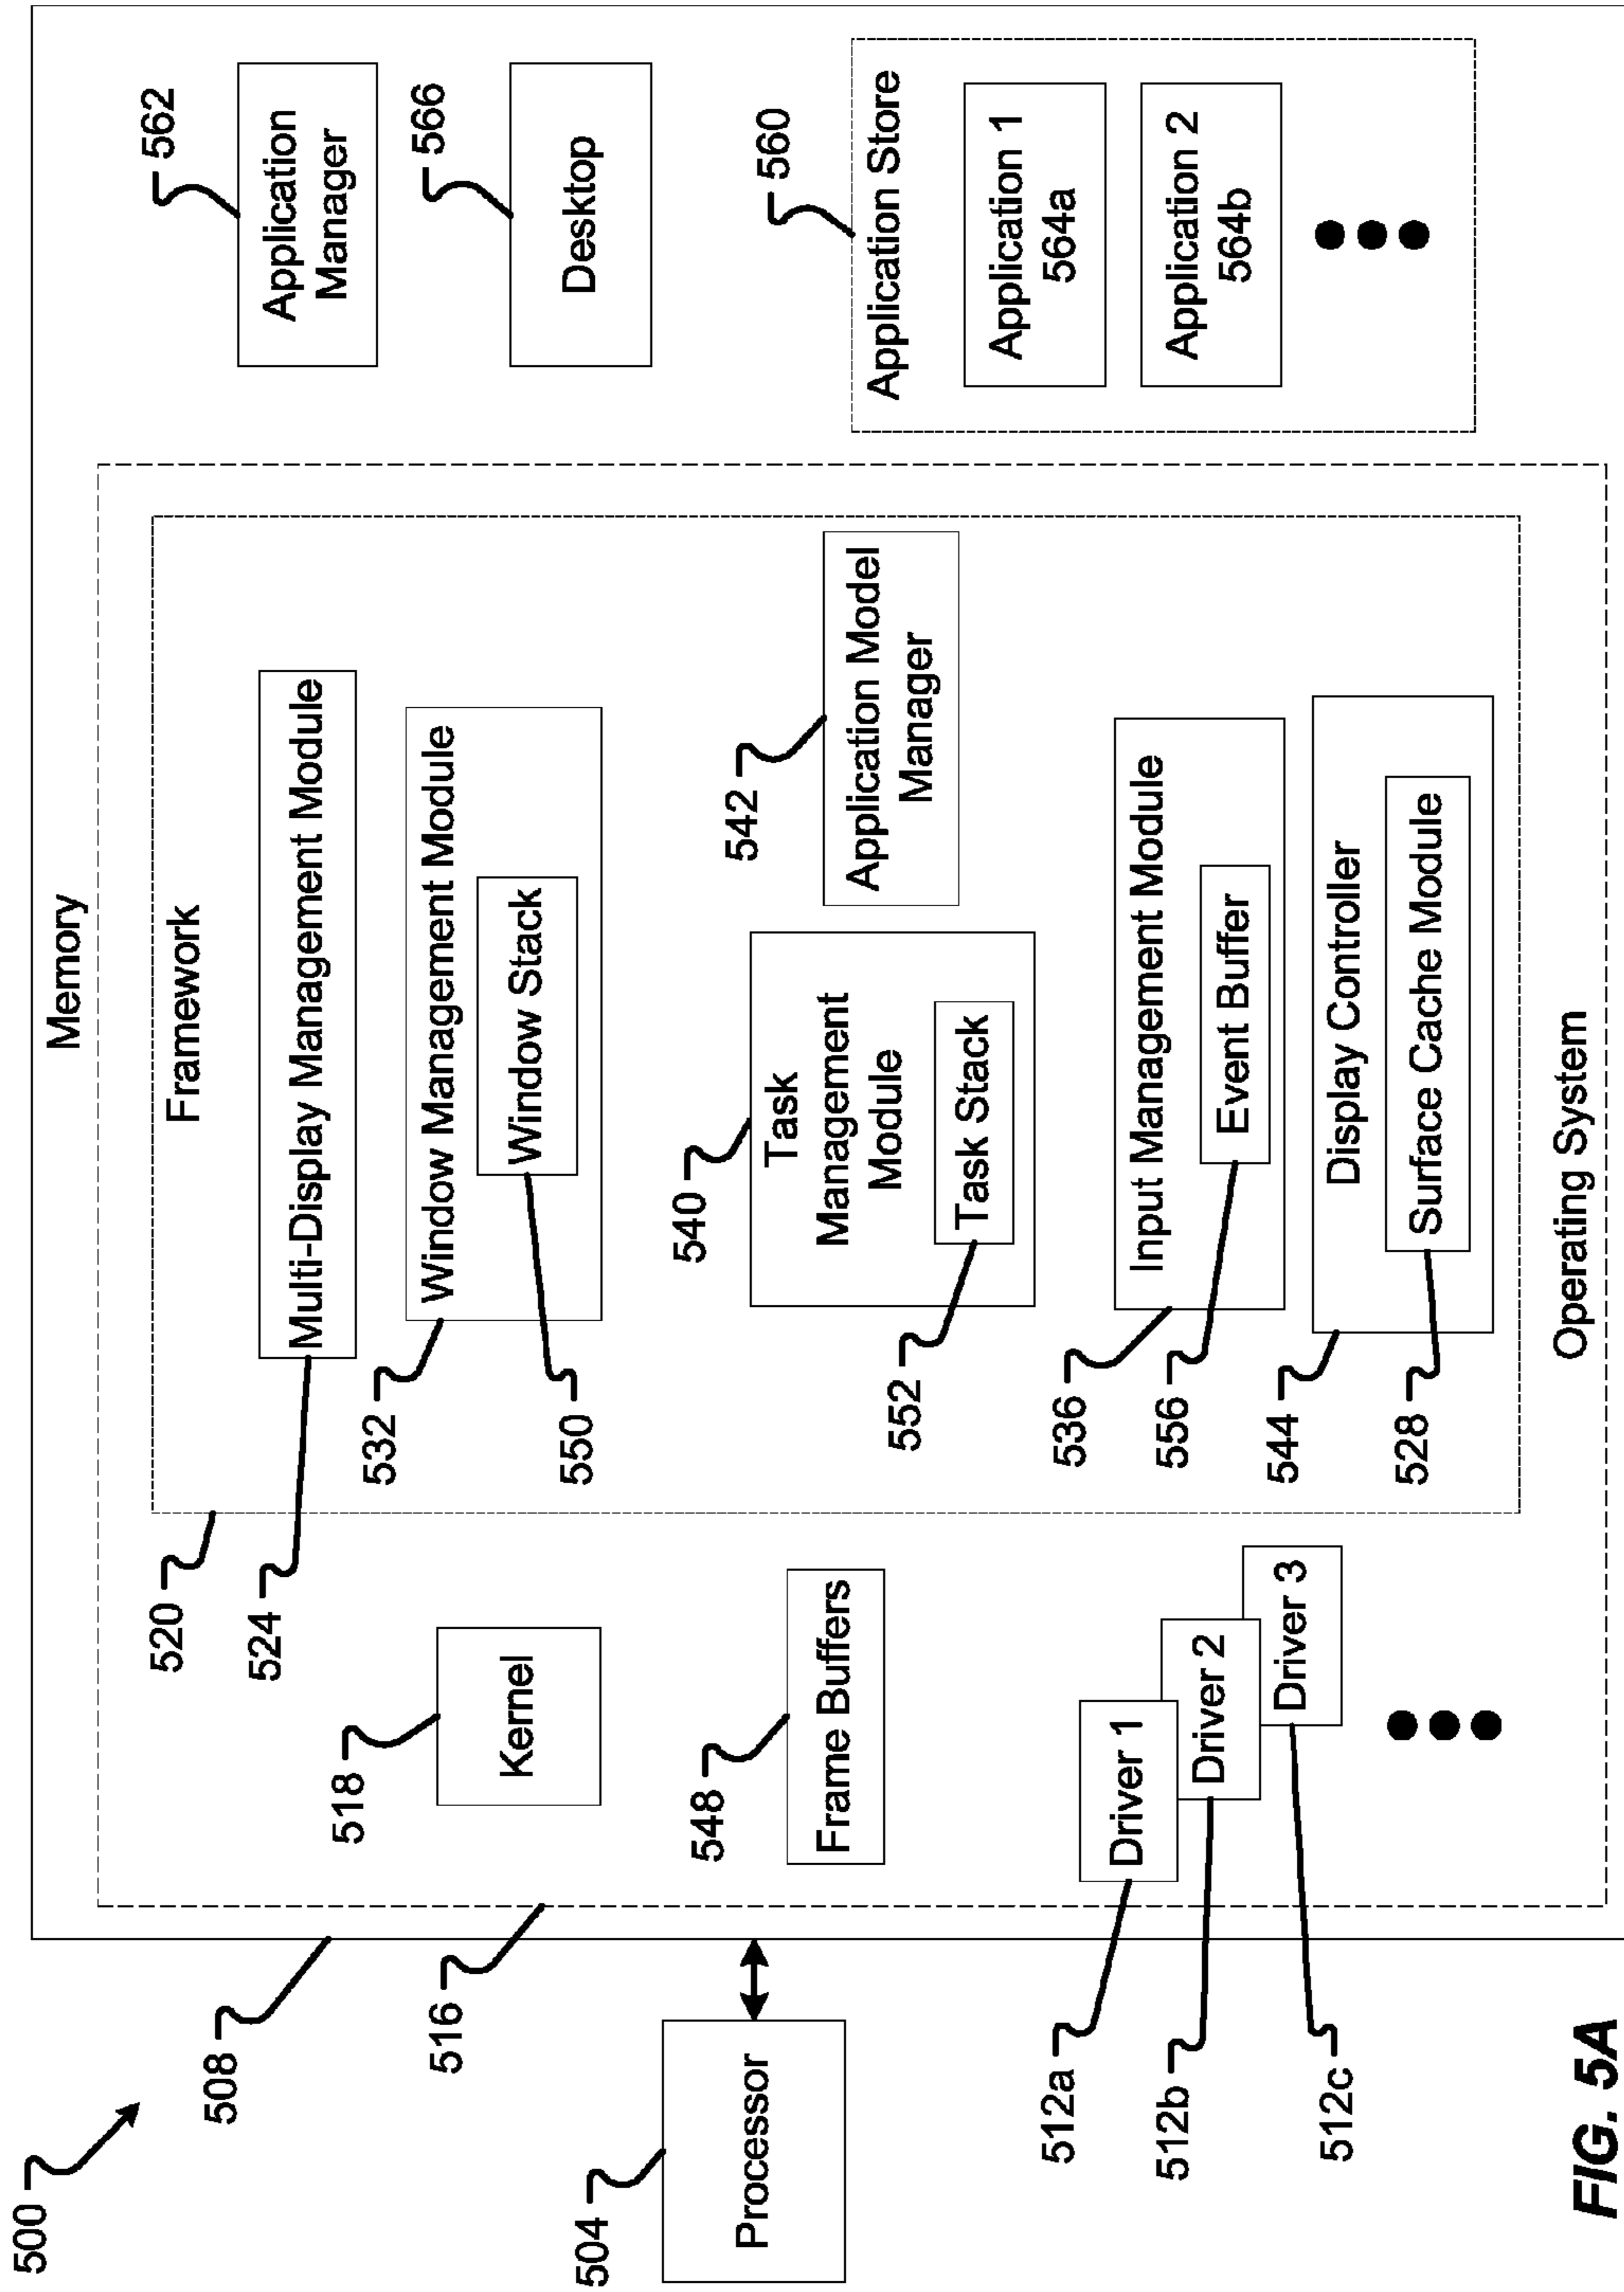 500
508
Memory
516
Operating System
520
Framework
524
Multi-Display Management Module
532
Window Management Module
550
Window Stack
540
Task
Management
Module
552
Task Stack
542
Application Model
Manager
536
Input Management Module
556
Event Buffer
544
Display Controller
528
Surface Cache Module
518
Kernel
548
Frame Buffers
512a
Driver 1
512b
Driver 2
512c
Driver 3
504
Processor
562
Application
Manager
566
Desktop
560
Application Store
Application 1
564a
Application 2
564b
FIG. 5A